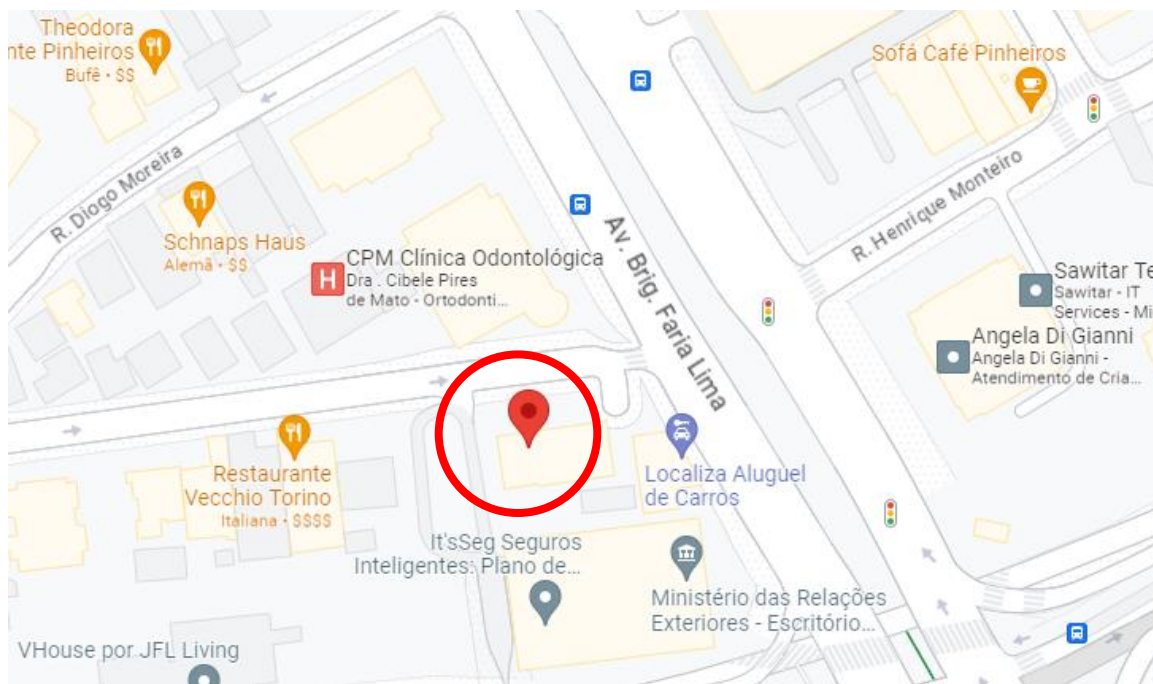 Theodora
nte Pinheiros
Bufê · $$
Sofá Café Pinheiros
R. Diogo Moreira
R. Henrique Monteiro
Schnaps Haus
Alemã · $$
CPM Clínica Odontológica
Dra . Cibele Pires
de Mato - Ortodonti...
H
Av. Brig. Faria Lima
Sawitar Te
Sawitar - IT
Services - Mi
Angela Di Gianni
Angela Di Gianni -
Atendimento de Cria...
Restaurante
Vecchio Torino
Italiana · $$$$
Localiza Aluguel
de Carros
It'sSeg Seguros
Inteligentes: Plano de...
Ministério das Relações
Exteriores - Escritório...
VHouse por JFL Living